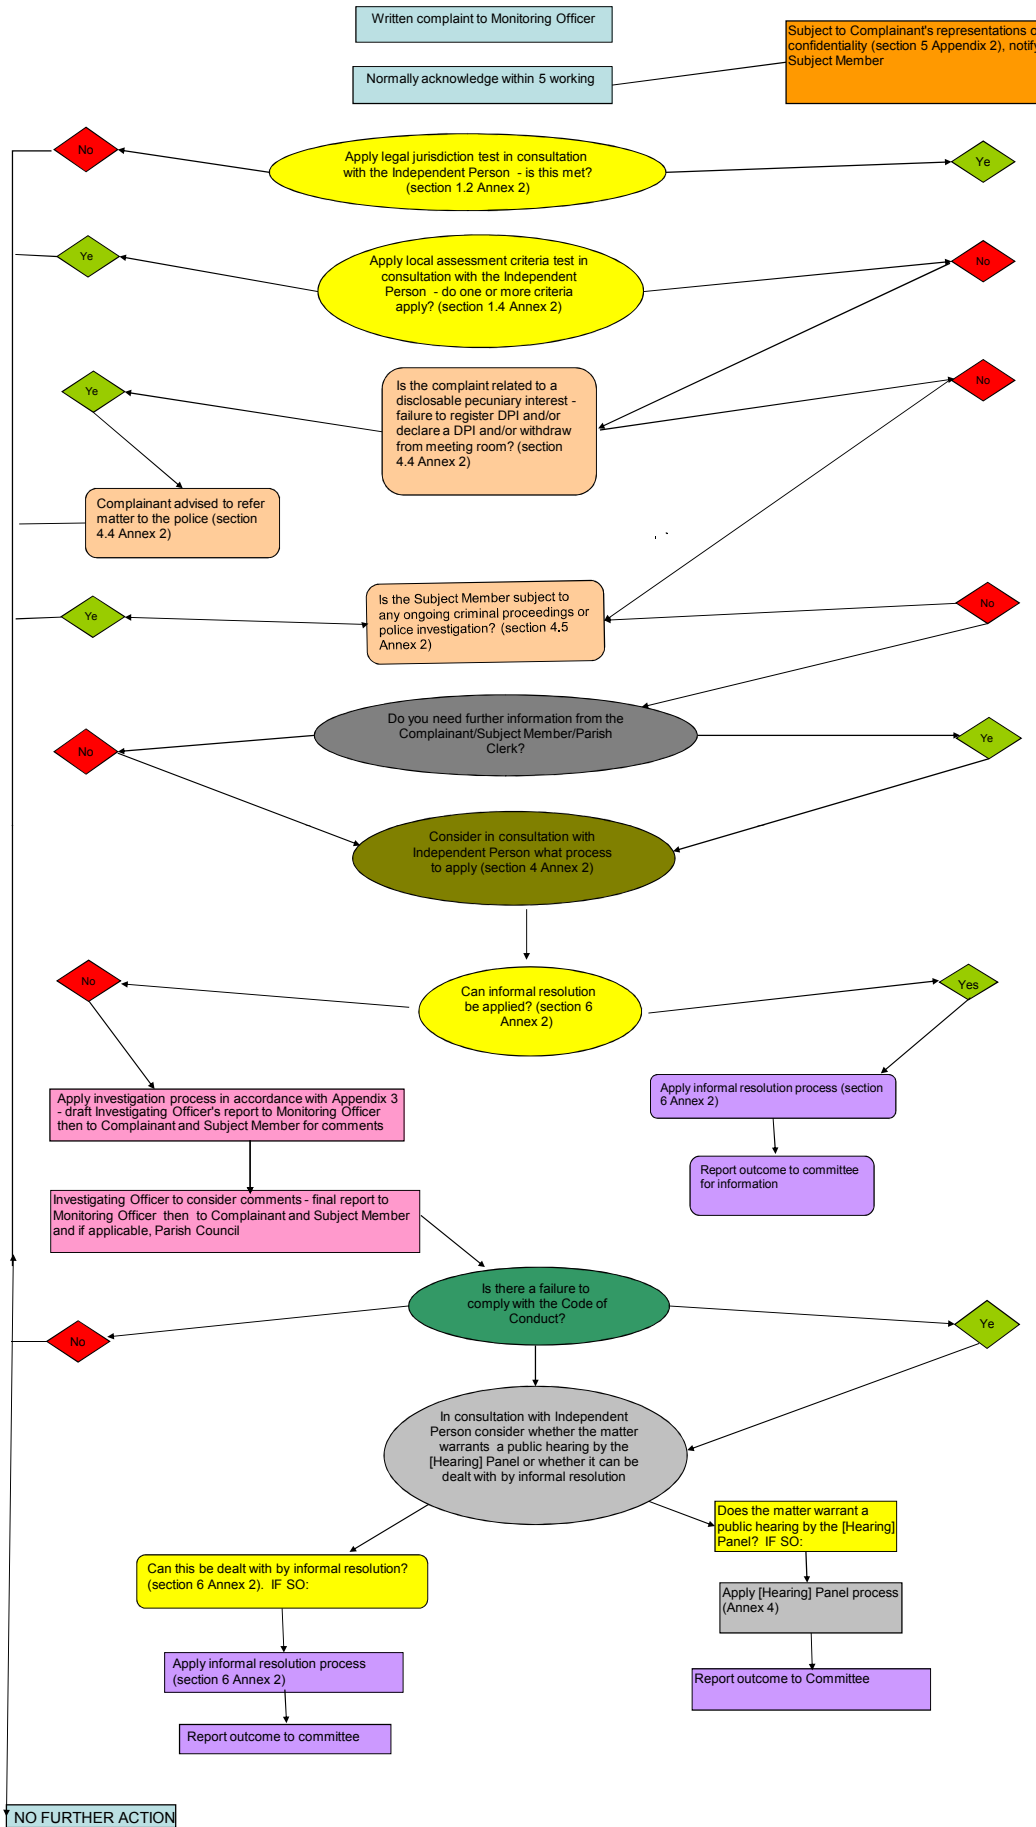 Written complaint to Monitoring Officer
Subject to Complainant's representations o
confidentiality (section 5 Appendix 2), notify
Subject Member
Normally acknowledge within 5 working
No
Apply legal jurisdiction test in consultation
with the Independent Person - is this met?
(section 1.2 Annex 2)
Ye
Ye
Apply local assessment criteria test in
consultation with the Independent
Person - do one or more criteria
apply? (section 1.4 Annex 2)
No
Ye
Is the complaint related to a
disclosable pecuniary interest -
failure to register DPI and/or
declare a DPI and/or withdraw
from meeting room? (section
4.4 Annex 2)
No
Complainant advised to refer
matter to the police (section
4.4 Annex 2)
Ye
Is the Subject Member subject to
any ongoing criminal proceedings or
police investigation? (section 4.5
Annex 2)
No
Do you need further information from the
Complainant/Subject Member/Parish
Clerk?
No
Ye
Consider in consultation with
Independent Person what process
to apply (section 4 Annex 2)
No
Can informal resolution
be applied? (section 6
Annex 2)
Yes
Apply investigation process in accordance with Appendix 3
- draft Investigating Officer's report to Monitoring Officer
then to Complainant and Subject Member for comments
Apply informal resolution process (section
6 Annex 2)
Report outcome to committee
for information
Investigating Officer to consider comments - final report to
Monitoring Officer then to Complainant and Subject Member
and if applicable, Parish Council
Is there a failure to
comply with the Code of
Conduct?
No
Ye
In consultation with Independent
Person consider whether the matter
warrants a public hearing by the
[Hearing] Panel or whether it can be
dealt with by informal resolution
Does the matter warrant a
public hearing by the [Hearing]
Panel? IF SO:
Can this be dealt with by informal resolution?
(section 6 Annex 2). IF SO:
Apply [Hearing] Panel process
(Annex 4)
Apply informal resolution process
(section 6 Annex 2)
Report outcome to Committee
Report outcome to committee
NO FURTHER ACTION